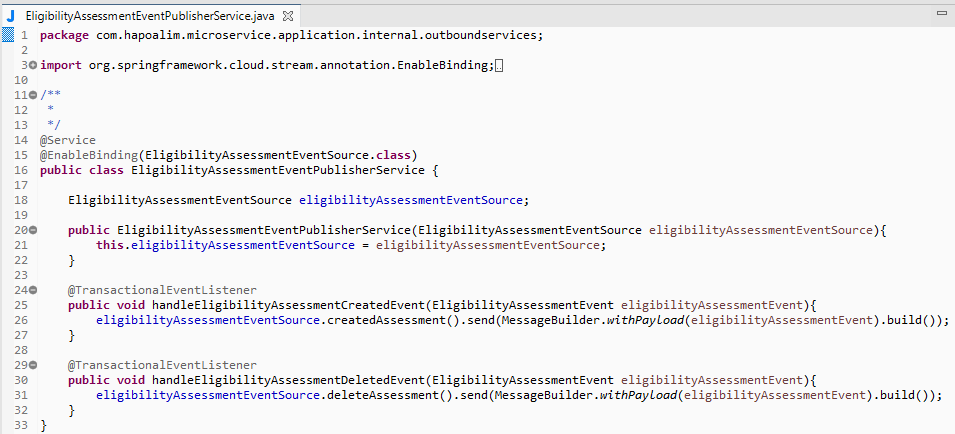 EligibilityAssessmentEventPublisherService.java
1 package com.hapoalim.microservice.application.internal.outboundservices;
2
3 import org.springframework.cloud.stream.annotation.EnableBinding;
10
11 /**
12  *
13  */
14 @Service
15 @EnableBinding(EligibilityAssessmentEventSource.class)
16 public class EligibilityAssessmentEventPublisherService {
17
18     EligibilityAssessmentEventSource eligibilityAssessmentEventSource;
19
20     public EligibilityAssessmentEventPublisherService(EligibilityAssessmentEventSource eligibilityAssessmentEventSource){
21         this.eligibilityAssessmentEventSource = eligibilityAssessmentEventSource;
22     }
23
24     @TransactionalEventListener
25     public void handleEligibilityAssessmentCreatedEvent(EligibilityAssessmentEvent eligibilityAssessmentEvent){
26         eligibilityAssessmentEventSource.createdAssessment().send(MessageBuilder.withPayload(eligibilityAssessmentEvent).build());
27     }
28
29     @TransactionalEventListener
30     public void handleEligibilityAssessmentDeletedEvent(EligibilityAssessmentEvent eligibilityAssessmentEvent){
31         eligibilityAssessmentEventSource.deleteAssessment().send(MessageBuilder.withPayload(eligibilityAssessmentEvent).build());
32     }
33 }